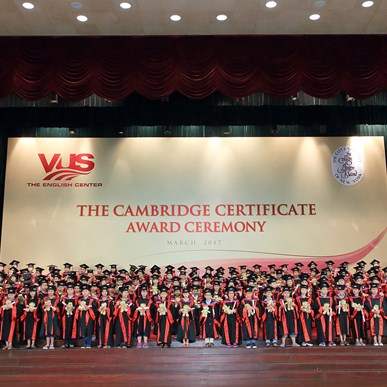 VUS
THE ENGLISH CENTER
THE CAMBRIDGE CERTIFICATE
AWARD CEREMONY
MARCH, 2017